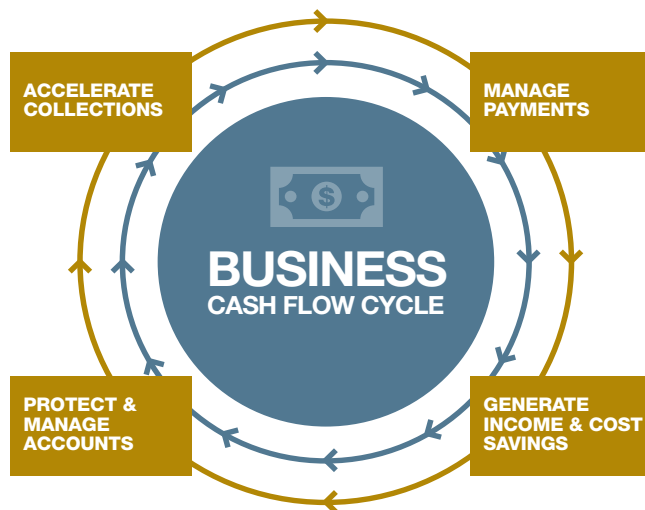 ACCELERATE
COLLECTIONS
MANAGE
PAYMENTS
$
BUSINESS
CASH FLOW CYCLE
PROTECT &
MANAGE
ACCOUNTS
GENERATE
INCOME & COST
SAVINGS